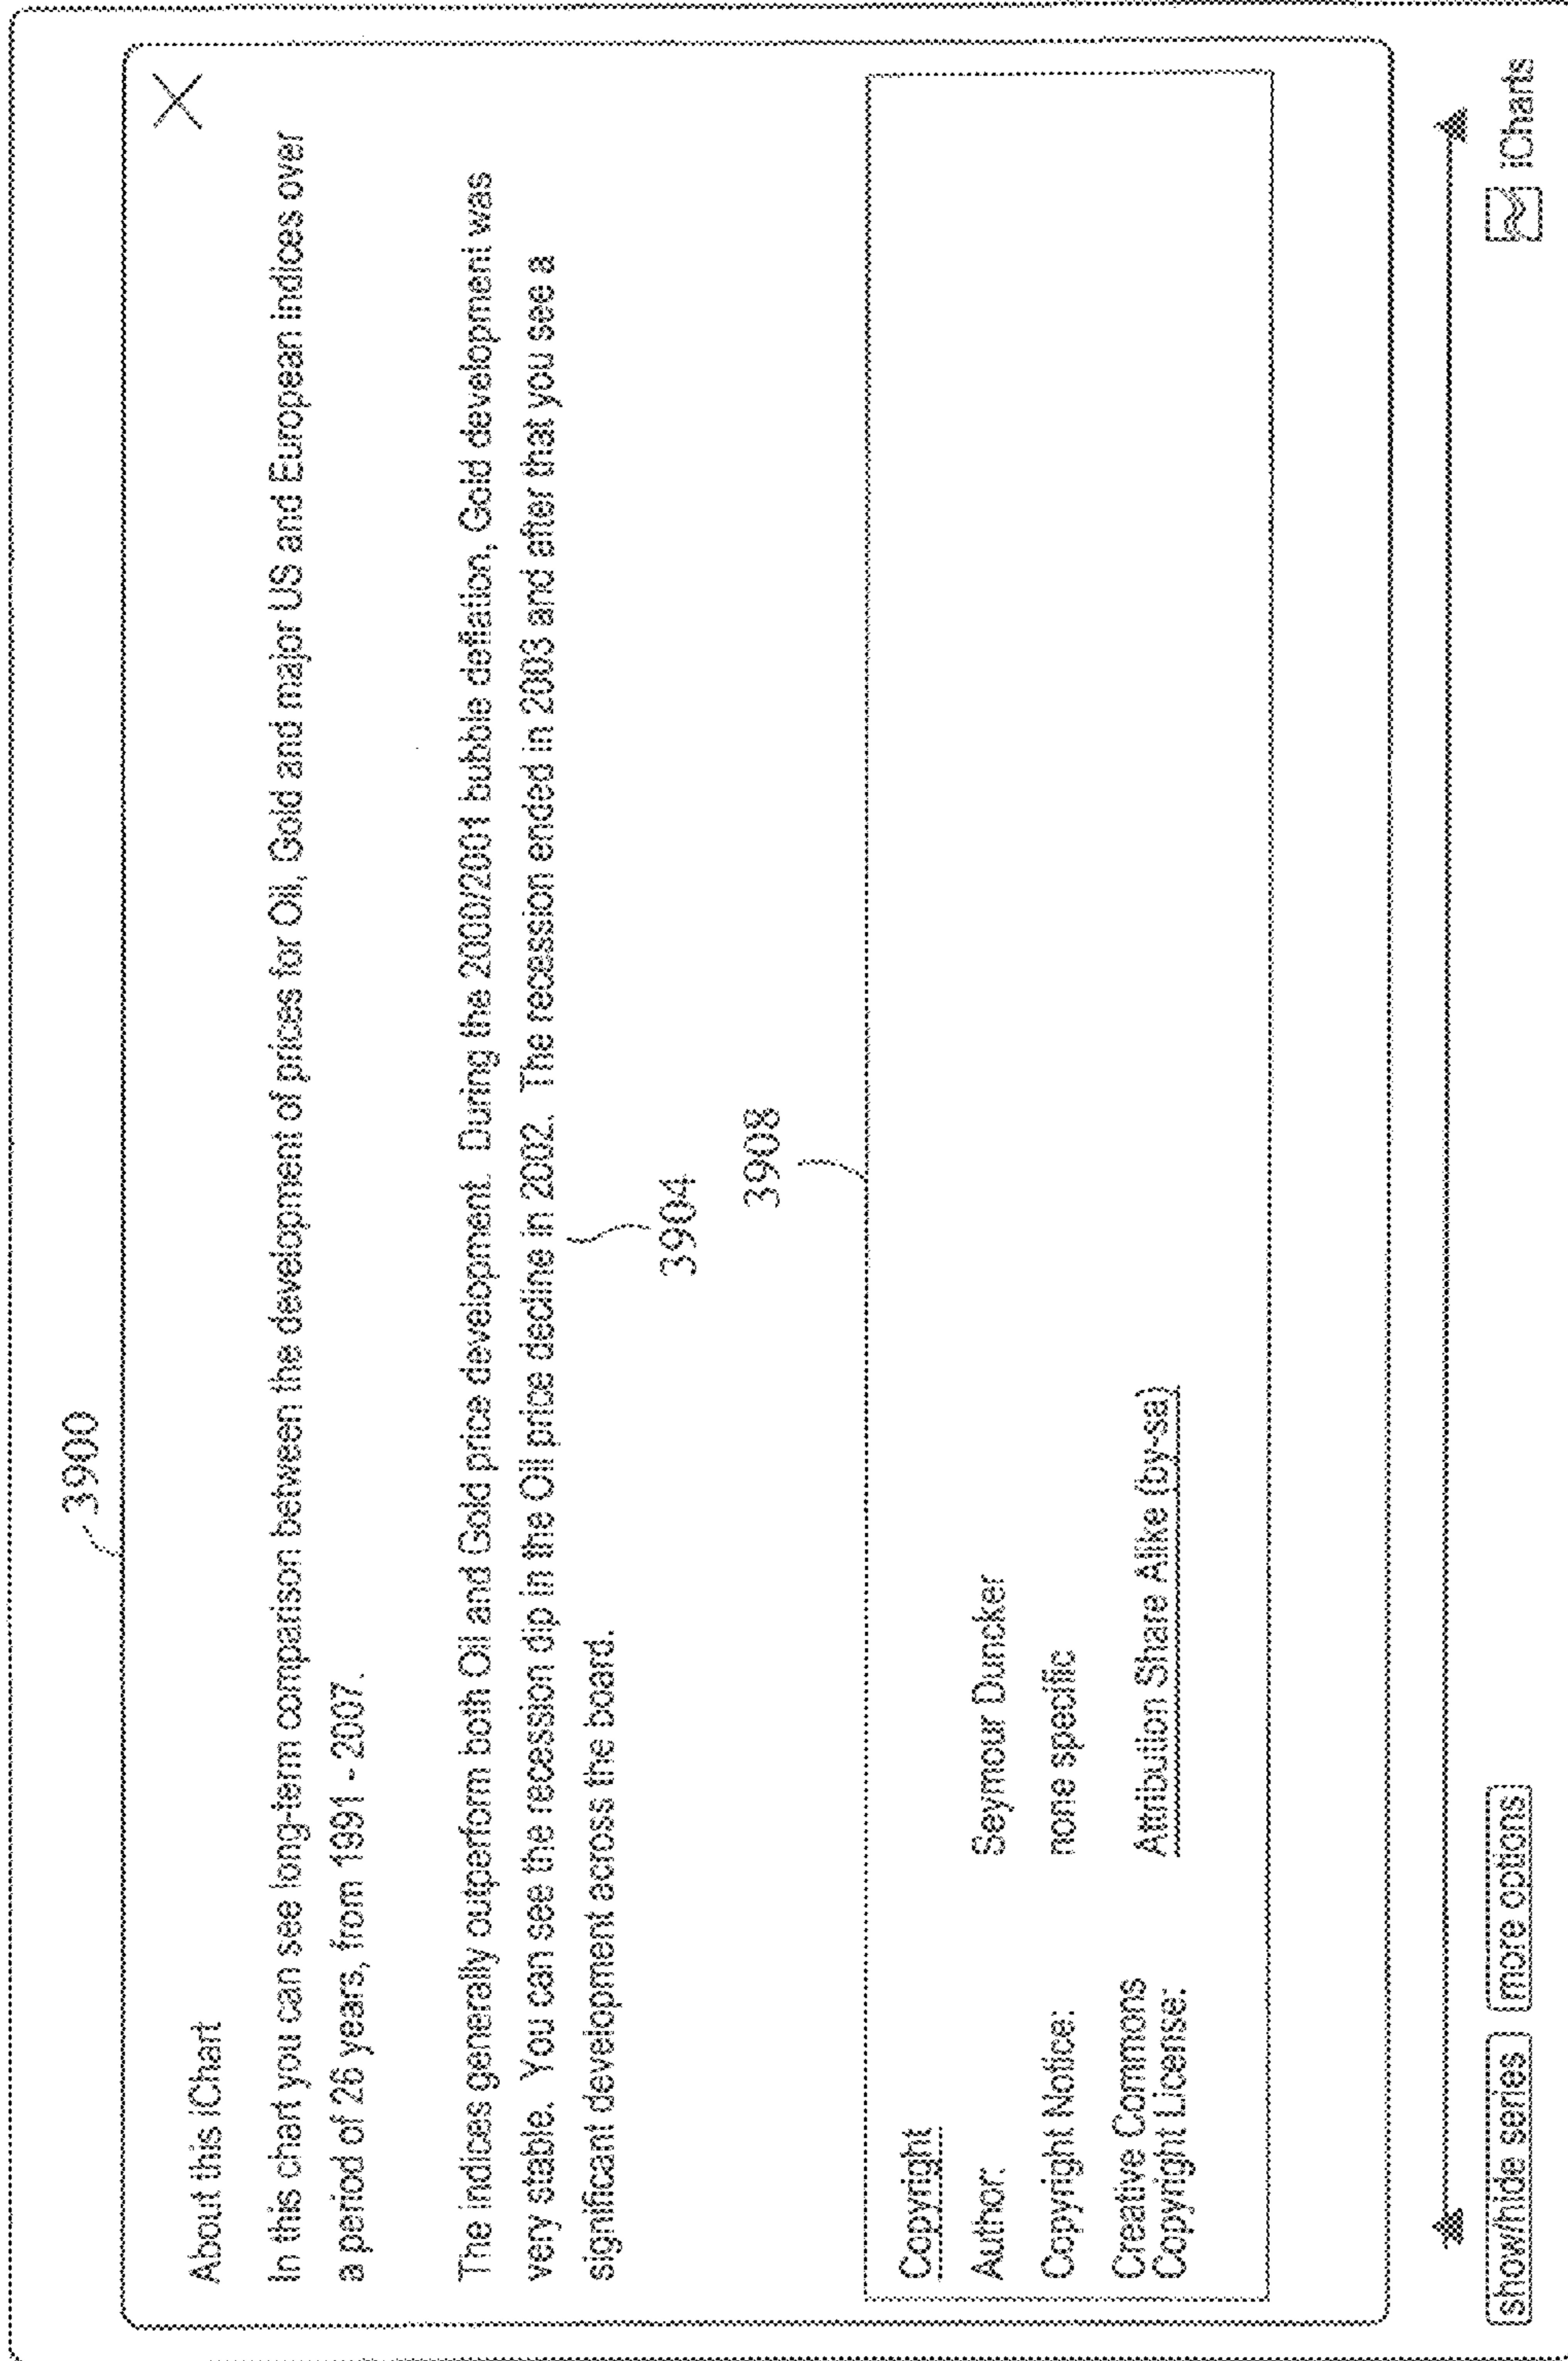 3900
About this iChart
In this chart you can see long-term comparison between the development of prices for Oil, Gold and major US and European indices over
a period of 26 years, from 1991 - 2007.
The indices generally outperform both Oil and Gold price development. During the 2000/2001 bubble deflation, Gold development was
very stable. You can see the recession dip in the Oil price decline in 2002. The recession ended in 2003 and after that you see a
significant development across the board.
3904
3908
Copyright
Author: Seymour Duncker
Copyright Notice: none specific
Creative Commons
Copyright License: Attribution Share Alike (by-sa)
show/hide series more options iCharts